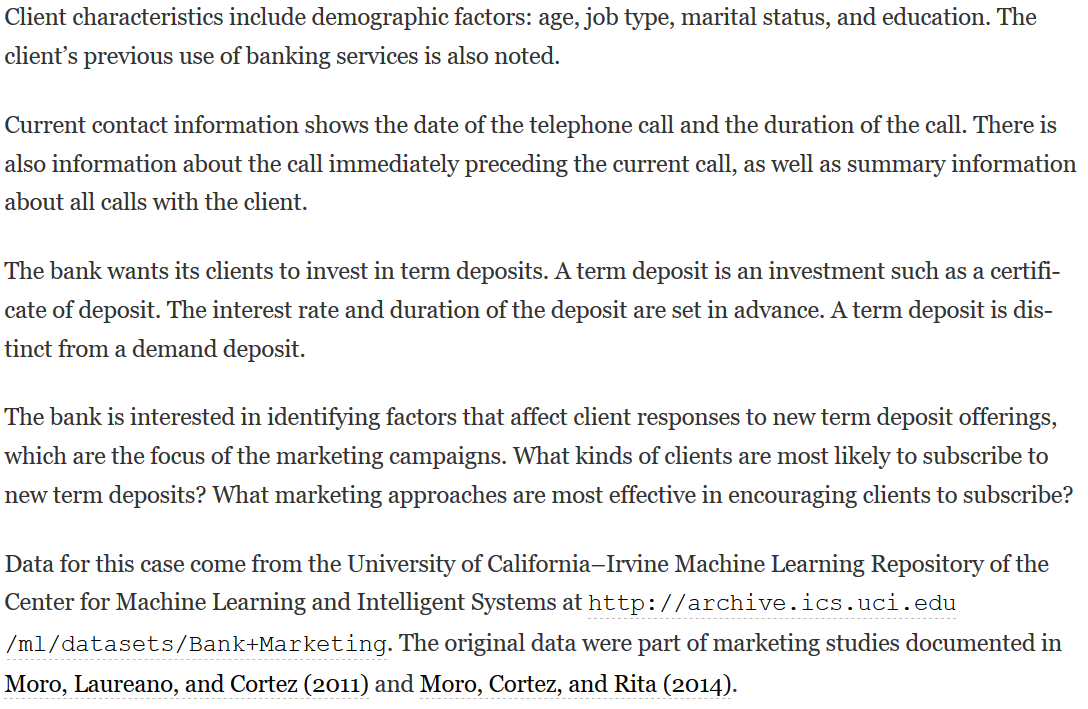 Client characteristics include demographic factors: age, job type, marital status, and education. The
client’s previous use of banking services is also noted.
Current contact information shows the date of the telephone call and the duration of the call. There is
also information about the call immediately preceding the current call, as well as summary information
about all calls with the client.
The bank wants its clients to invest in term deposits. A term deposit is an investment such as a certifi-
cate of deposit. The interest rate and duration of the deposit are set in advance. A term deposit is dis-
tinct from a demand deposit.
The bank is interested in identifying factors that affect client responses to new term deposit offerings,
which are the focus of the marketing campaigns. What kinds of clients are most likely to subscribe to
new term deposits? What marketing approaches are most effective in encouraging clients to subscribe?
Data for this case come from the University of California–Irvine Machine Learning Repository of the
Center for Machine Learning and Intelligent Systems at http://archive.ics.uci.edu
/ml/datasets/Bank+Marketing. The original data were part of marketing studies documented in
Moro, Laureano, and Cortez (2011) and Moro, Cortez, and Rita (2014).